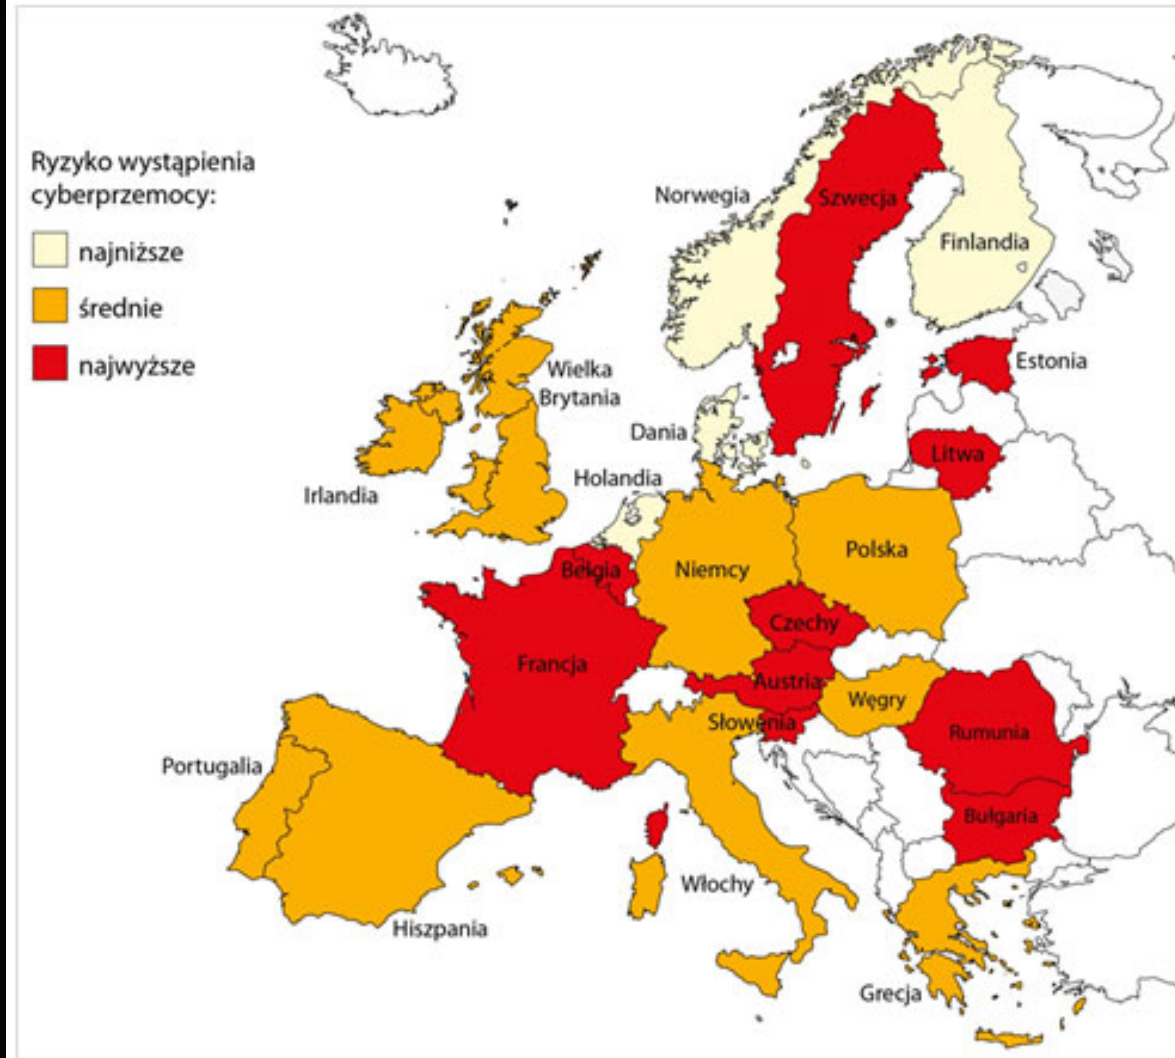 Ryzyko wystąpienia
cyberprzemocy:
najniższe
średnie
najwyższe
Norwegia
Szwecja
Finlandia
Estonia
Wielka
Brytania
Dania
Litwa
Holandia
Irlandia
Polska
Belgia
Niemcy
Czechy
Francja
Austria
Węgry
Słowenia
Rumunia
Portugalia
Bułgaria
Włochy
Hiszpania
Grecja